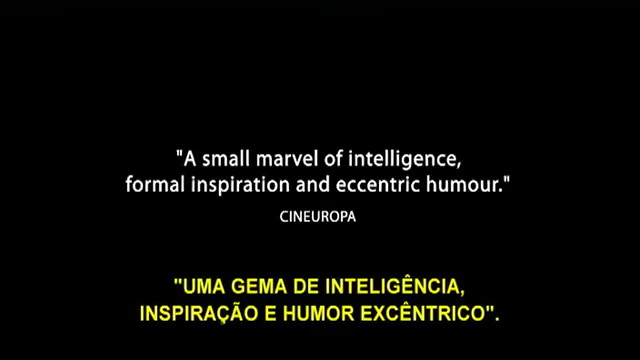 "A small marvel of intelligence,
formal inspiration and eccentric humour."
CINEUROPA
"UMA GEMA DE INTELIGÊNCIA,
INSPIRAÇÃO E HUMOR EXCÊNTRICO".